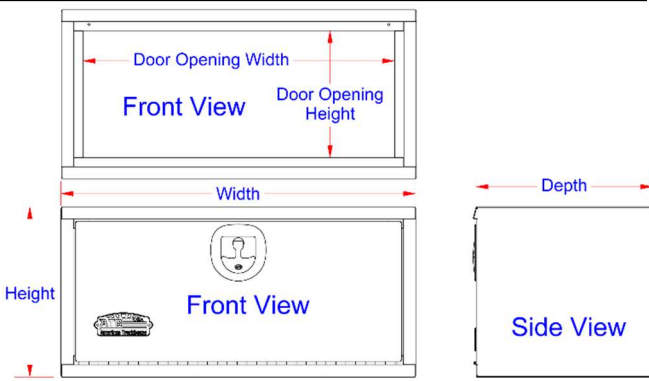 Door Opening Width
Front View
Door Opening
Height
Width
Depth
Height
Front View
Side View